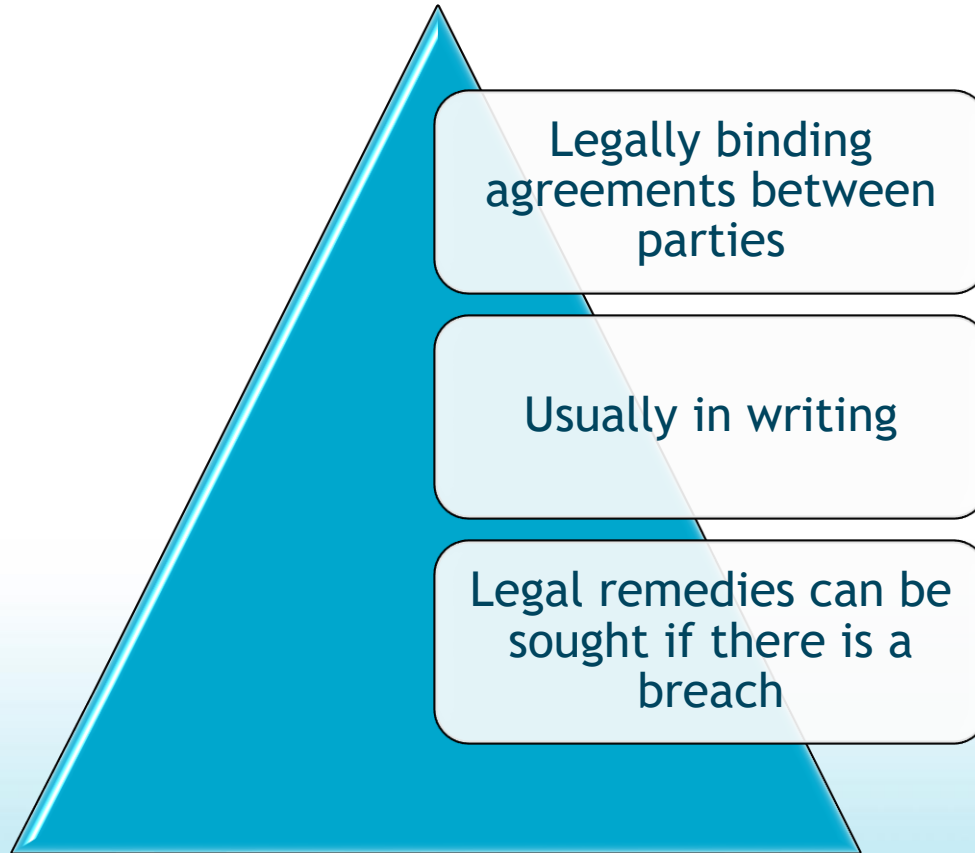 Legally binding
agreements between
parties
Usually in writing
Legal remedies can be
sought if there is a
breach